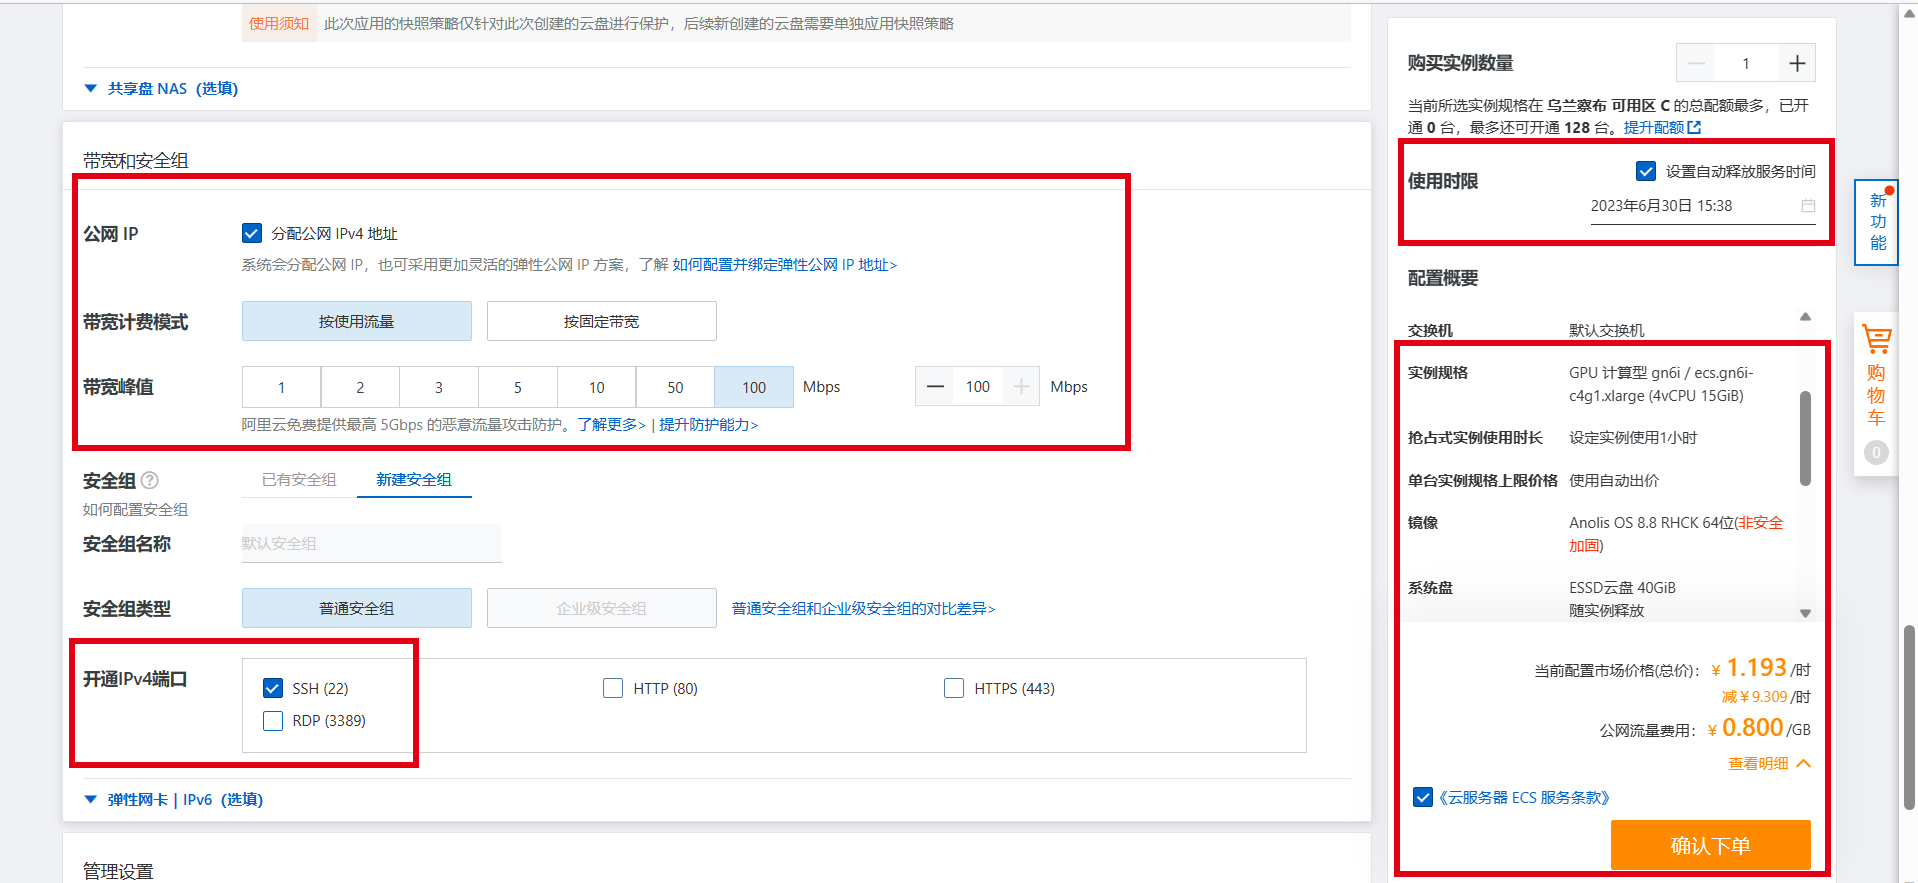 使用须知 此次应用的快照策略仅针对此次创建的云盘进行保护，后续新创建的云盘需要单独应用快照策略
共享盘 NAS（选填）
带宽和安全组
公网 IP
分配公网 IPv4 地址
系统会分配公网 IP，也可采用更加灵活的弹性公网 IP 方案，了解 如何配置并绑定弹性公网 IP 地址>
带宽计费模式
按使用流量 按固定带宽
带宽峰值
1 2 3 5 10 50 100 Mbps 100 Mbps
阿里云免费提供最高 5Gbps 的恶意流量攻击防护。了解更多> | 提升防护能力>
安全组 ? 已有安全组 新建安全组
如何配置安全组
安全组名称 默认安全组
安全组类型 普通安全组 企业级安全组 普通安全组和企业级安全组的对比差异>
开通IPv4端口
SSH (22) HTTP (80) HTTPS (443)
RDP (3389)
弹性网卡 | IPv6（选填）
管理设置
购买实例数量 1
当前所选实例规格在 乌兰察布 可用区 C 的总配额最多，已开
通 0 台，最多还可开通 128 台。提升配额
使用时限
设置自动释放服务时间
2023年6月30日 15:38
配置概要
交换机 默认交换机
实例规格 GPU 计算型 gn6i / ecs.gn6i-
c4g1.xlarge (4vCPU 15GiB)
抢占式实例使用时长 设定实例使用1小时
单台实例规格上限价格 使用自动出价
镜像 Anolis OS 8.8 RHCK 64位(非安全
加固)
系统盘 ESSD云盘 40GiB
随实例释放
当前配置市场价格(总价)： ¥ 1.193 /时
减 ¥ 9.309 /时
公网流量费用： ¥ 0.800 /GB
查看明细
《云服务器 ECS 服务条款》
确认下单
新
功
能
购
物
车
0